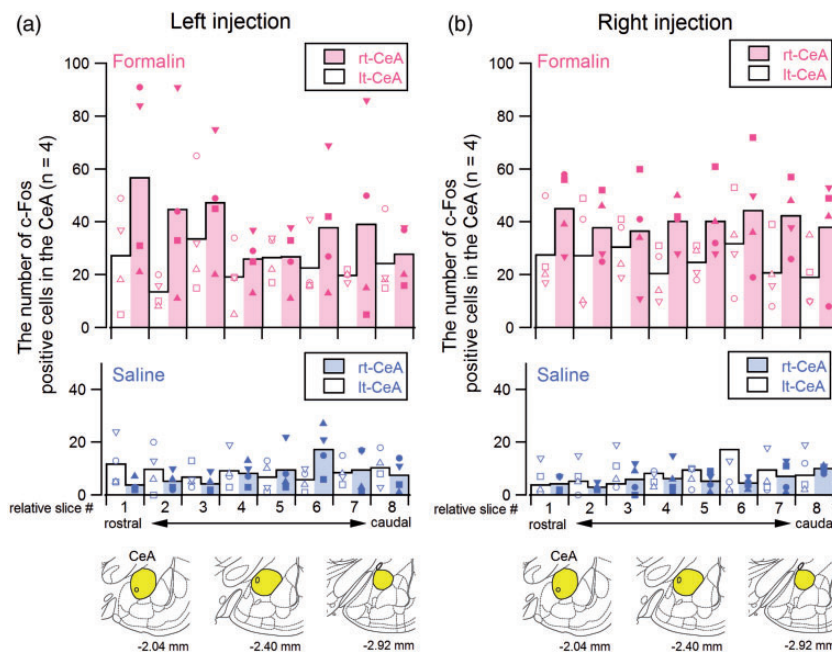 (a)
Left injection
Formalin
rt-CeA
lt-CeA
The number of c-Fos
positive cells in the CeA (n = 4)
100
80
60
40
20
0
Saline
rt-CeA
lt-CeA
40
20
0
relative slice # 1 2 3 4 5 6 7 8
rostral caudal
CeA
-2.04 mm -2.40 mm -2.92 mm
(b)
Right injection
Formalin
rt-CeA
lt-CeA
The number of c-Fos
positive cells in the CeA (n = 4)
100
80
60
40
20
0
Saline
rt-CeA
lt-CeA
40
20
0
relative slice # 1 2 3 4 5 6 7 8
rostral caudal
CeA
-2.04 mm -2.40 mm -2.92 mm